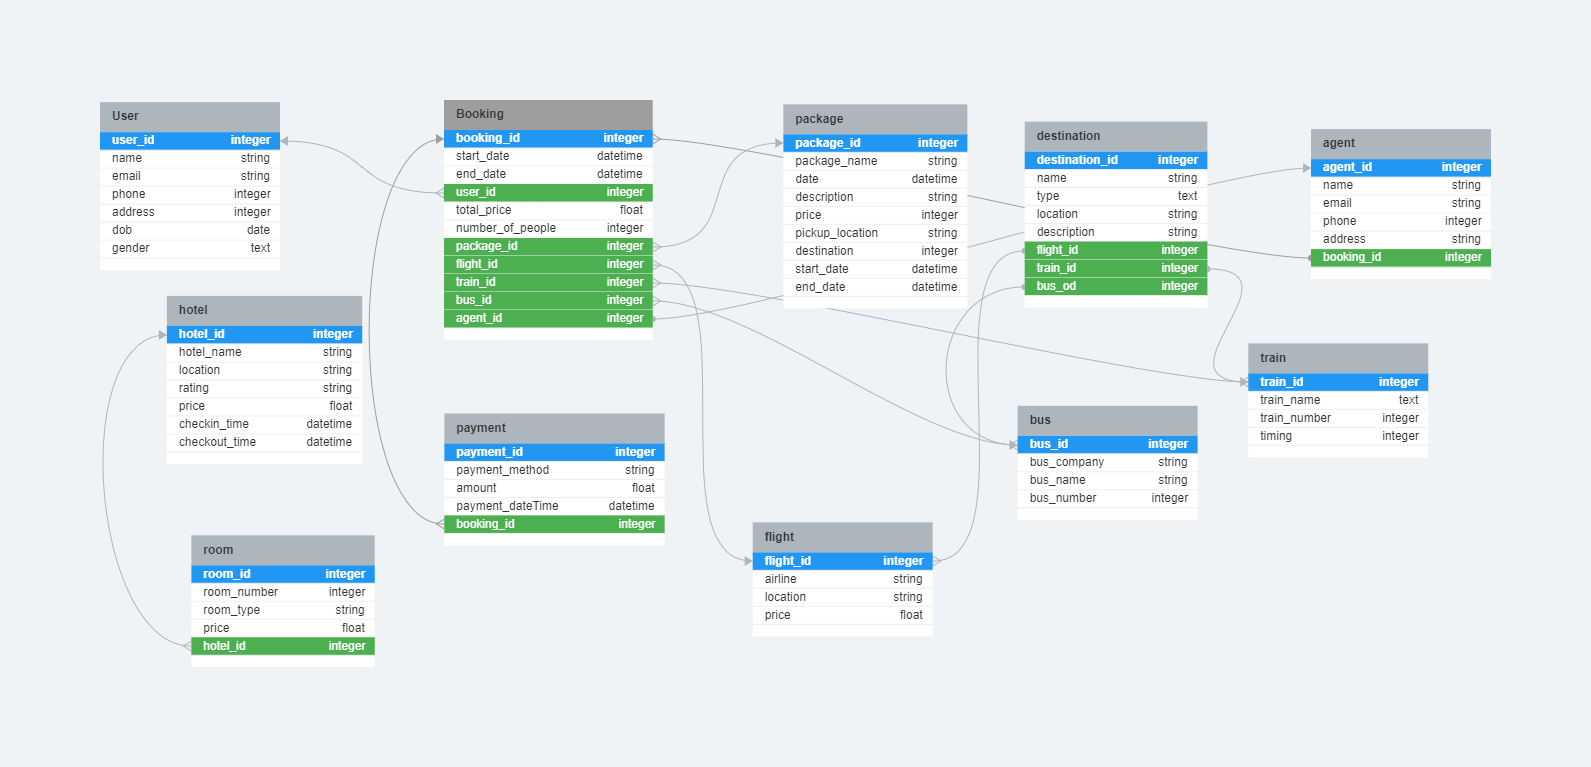 User
user_id integer
name string
email string
phone integer
address integer
dob date
gender text
Booking
booking_id integer
start_date datetime
end_date datetime
user_id integer
total_price float
number_of_people integer
package_id integer
flight_id integer
train_id integer
bus_id integer
agent_id integer
package
package_id integer
package_name string
date datetime
description string
price integer
pickup_location string
destination integer
start_date datetime
end_date datetime
destination
destination_id integer
name string
type text
location string
description string
flight_id integer
train_id integer
bus_od integer
agent
agent_id integer
name string
email string
phone integer
address string
booking_id integer
hotel
hotel_id integer
hotel_name string
location string
rating string
price float
checkin_time datetime
checkout_time datetime
payment
payment_id integer
payment_method string
amount float
payment_dateTime datetime
booking_id integer
train
train_id integer
train_name text
train_number integer
timing integer
bus
bus_id integer
bus_company string
bus_name string
bus_number integer
room
room_id integer
room_number integer
room_type string
price float
hotel_id integer
flight
flight_id integer
airline string
location string
price float